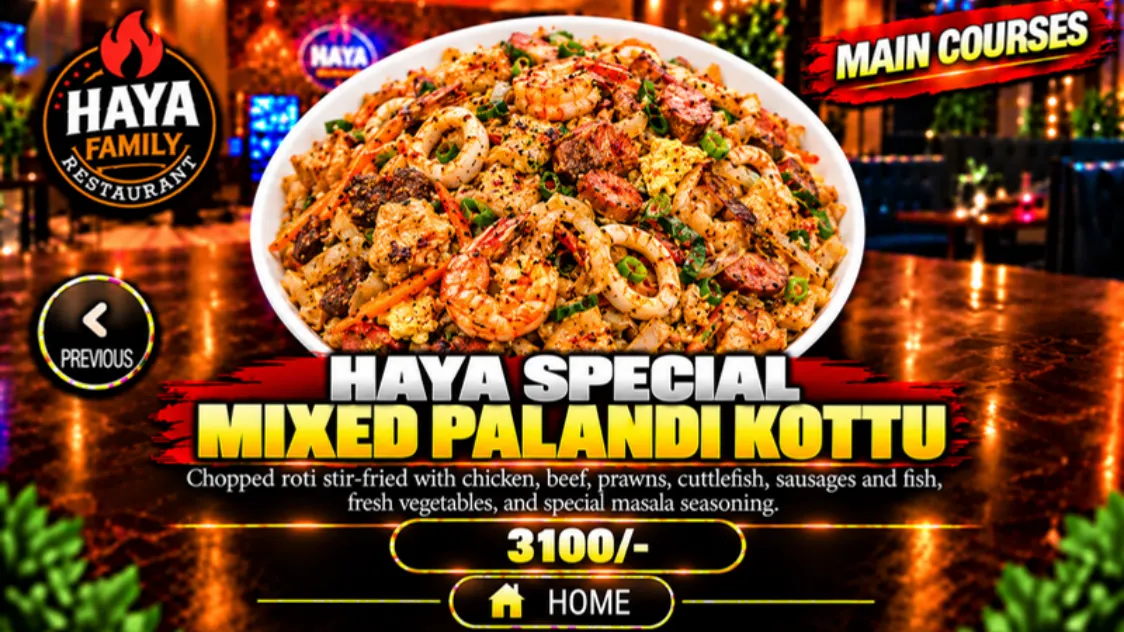 HAYA
FAMILY
RESTAURANT
HAYA
MAIN COURSES
PREVIOUS
HAYA SPECIAL
MIXED PALANDI KOTTU
Chopped roti stir-fried with chicken, beef, prawns, cuttlefish, sausages and fish,
fresh vegetables, and special masala seasoning.
3100/-
HOME